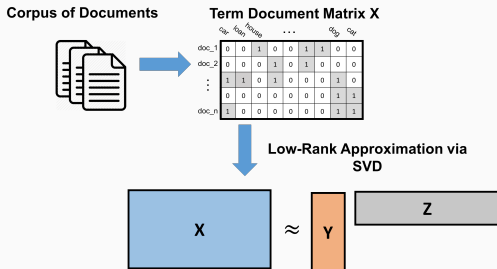 Corpus of Documents
Term Document Matrix X
car loan house ... dog cat
doc_1 0 0 1 0 1 1 0 0
doc_2 0 0 0 1 0 1 0 0 0
⋮ 1 1 0 1 0 0 0 1 0
0 0 0 0 0 0 0 1 1
doc_n 1 0 0 0 0 0 0 1 1
Low-Rank Approximation via
SVD
X ≈ Y Z